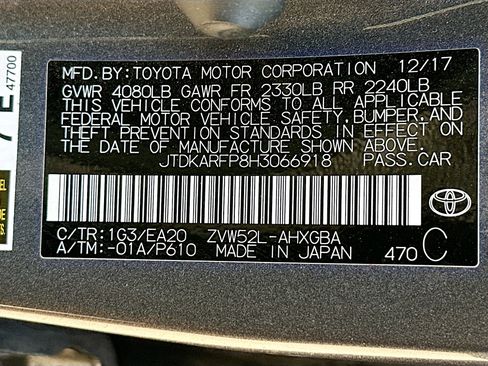 MFD.BY:TOYOTA MOTOR CORPORATION 12/17
GVWR 4080LB GAWR FR 2330LB RR 2240LB
THIS VEHICLE CONFORMS TO ALL APPLICABLE
FEDERAL MOTOR VEHICLE SAFETY,BUMPER,AND
THEFT PREVENTION STANDARDS IN EFFECT ON
THE DATE OF MANUFACTURE SHOWN ABOVE.
JTDKARFP8H3066918 PASS.CAR
C/TR:1G3/EA20 ZVW52L-AHXGBA
A/TM:-01A/P610 MADE IN JAPAN 470 C
47700